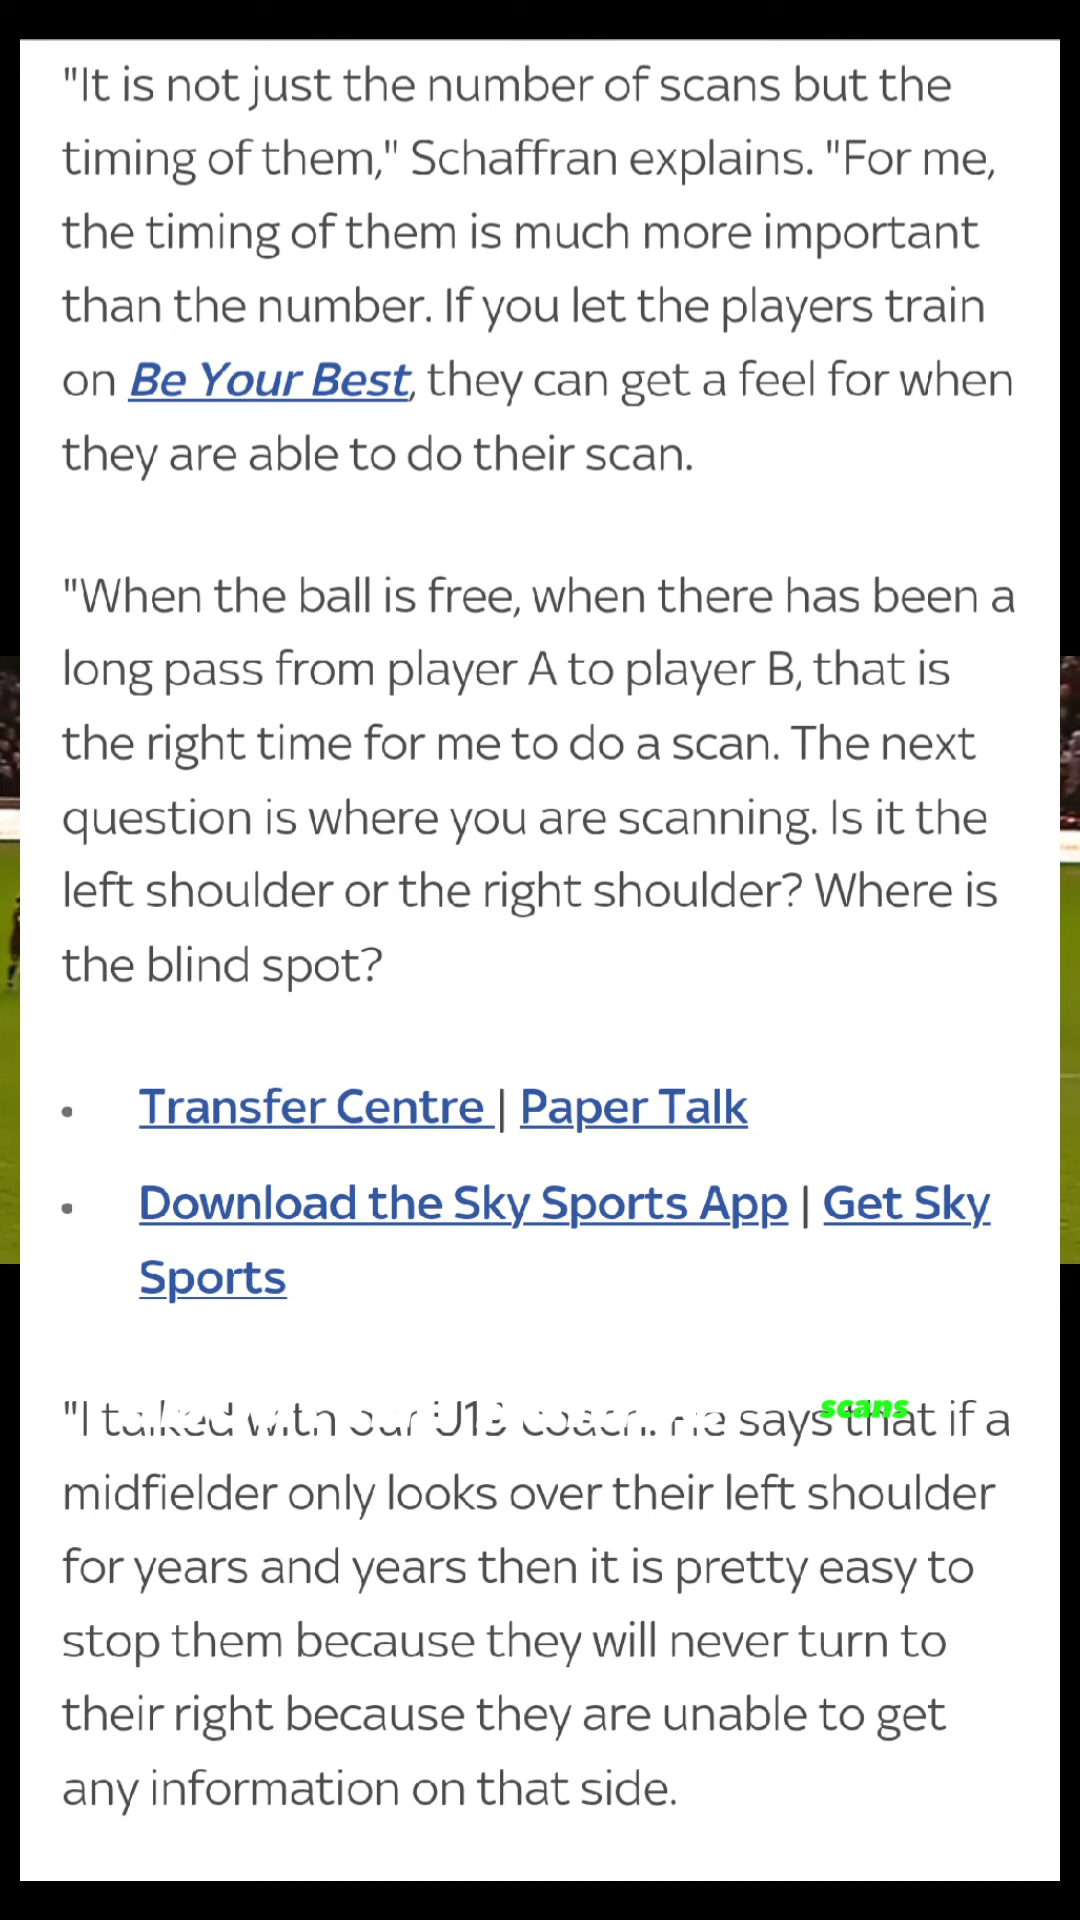 "It is not just the number of scans but the
timing of them," Schaffran explains. "For me,
the timing of them is much more important
than the number. If you let the players train
on Be Your Best, they can get a feel for when
they are able to do their scan.
"When the ball is free, when there has been a
long pass from player A to player B, that is
the right time for me to do a scan. The next
question is where you are scanning. Is it the
left shoulder or the right shoulder? Where is
the blind spot?
• Transfer Centre | Paper Talk
• Download the Sky Sports App | Get Sky
Sports
scans
"I talked with our coach. He says that if a
midfielder only looks over their left shoulder
for years and years then it is pretty easy to
stop them because they will never turn to
their right because they are unable to get
any information on that side.